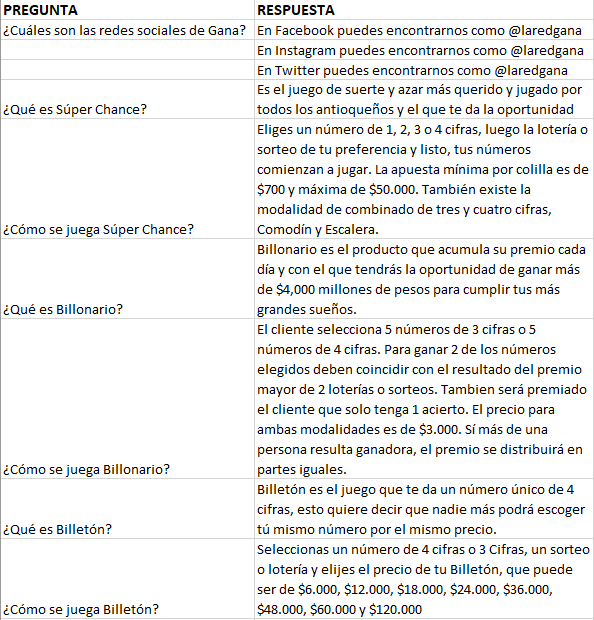 PREGUNTA RESPUESTA
¿Cuáles son las redes sociales de Gana? En Facebook puedes encontrarnos como @laredgana
En Instagram puedes encontrarnos como @laredgana
En Twitter puedes encontrarnos como @laredgana
Es el juego de suerte y azar más querido y jugado por
¿Qué es Súper Chance? todos los antioqueños y el que te da la oportunidad
Eliges un número de 1, 2, 3 o 4 cifras, luego la lotería o
sorteo de tu preferencia y listo, tus números
comienzan a jugar. La apuesta mínima por colilla es de
$700 y máxima de $50.000. También existe la
modalidad de combinado de tres y cuatro cifras,
¿Cómo se juega Súper Chance? Comodín y Escalera.
Billonario es el producto que acumula su premio cada
día y con el que tendrás la oportunidad de ganar más
de $4,000 millones de pesos para cumplir tus más
¿Qué es Billonario? grandes sueños.
El cliente selecciona 5 números de 3 cifras o 5
números de 4 cifras. Para ganar 2 de los números
elegidos deben coincidir con el resultado del premio
mayor de 2 loterías o sorteos. Tambien será premiado
el cliente que solo tenga 1 acierto. El precio para
ambas modalidades es de $3.000. Sí más de una
persona resulta ganadora, el premio se distribuirá en
¿Cómo se juega Billonario? partes iguales.
Billetón es el juego que te da un número único de 4
cifras, esto quiere decir que nadie más podrá escoger
¿Qué es Billetón? tú mismo número por el mismo precio.
Seleccionas un número de 4 cifras o 3 Cifras, un sorteo
o lotería y elijes el precio de tu Billetón, que puede
ser de $6.000, $12.000, $18.000, $24.000, $36.000,
¿Cómo se juega Billetón? $48.000, $60.000 y $120.000